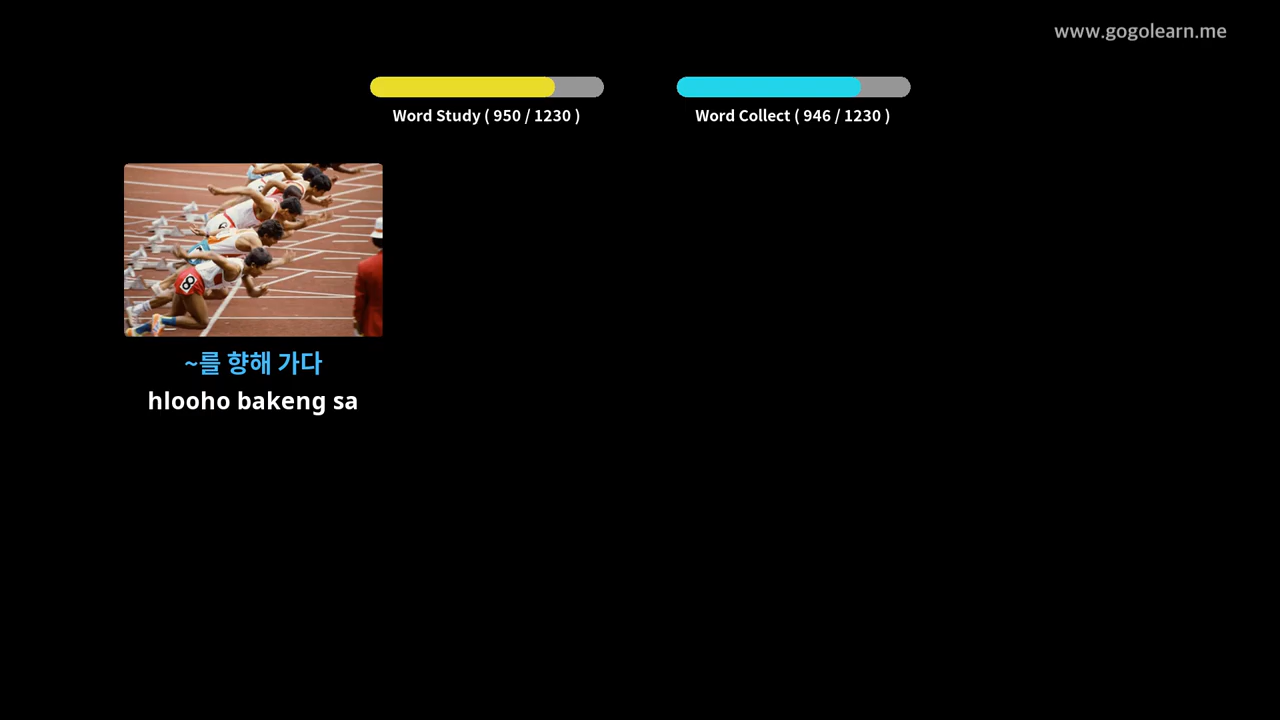 www.gogolearn.me
Word Study ( 950 / 1230 )
Word Collect ( 946 / 1230 )
8
~를 향해 가다
hlooho bakeng sa